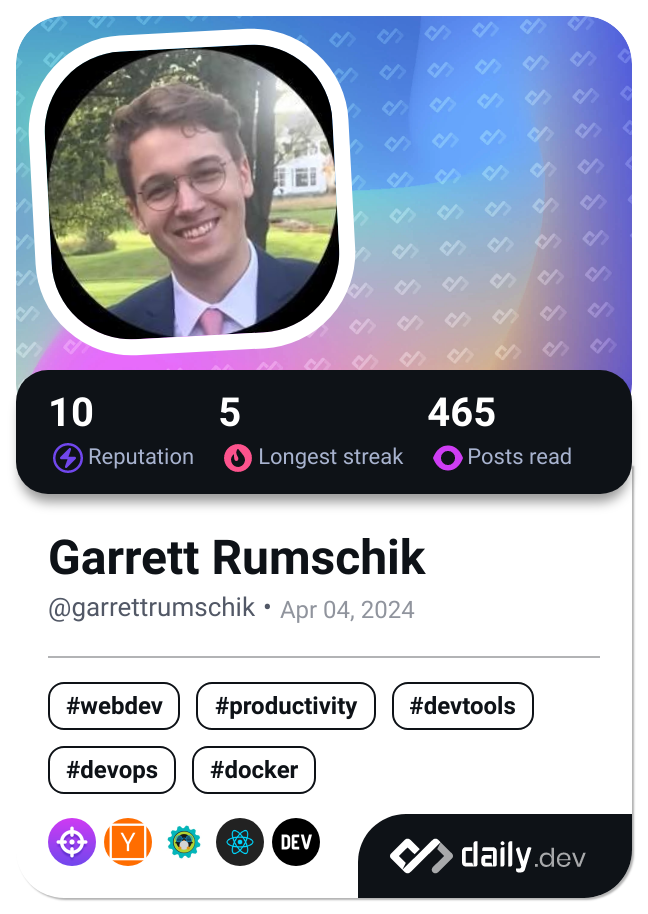 10 5 465
Reputation Longest streak Posts read
Garrett Rumschik
@garrettrumschik • Apr 04, 2024
#webdev #productivity #devtools
#devops #docker
Y DEV
daily.dev